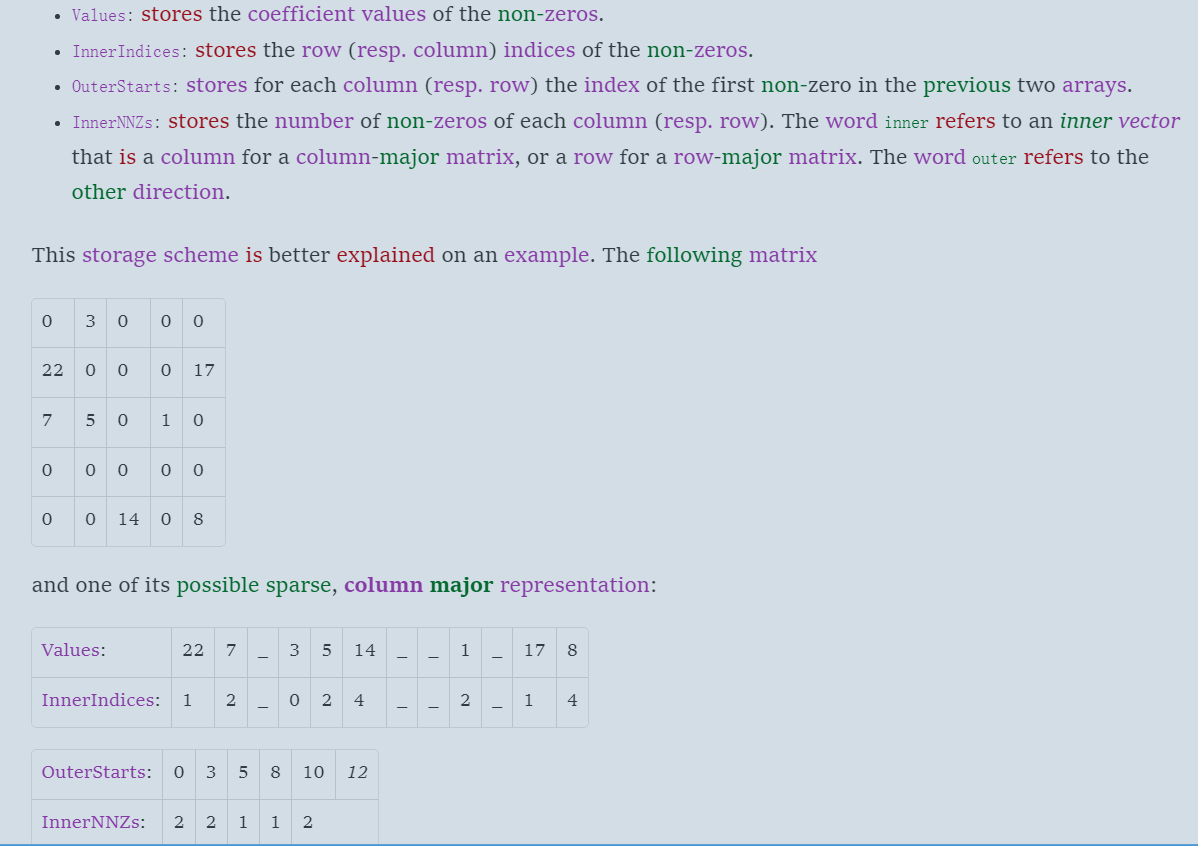 Values: stores the coefficient values of the non-zeros.
InnerIndices: stores the row (resp. column) indices of the non-zeros.
OuterStarts: stores for each column (resp. row) the index of the first non-zero in the previous two arrays.
InnerNNZs: stores the number of non-zeros of each column (resp. row). The word inner refers to an inner vector
that is a column for a column-major matrix, or a row for a row-major matrix. The word outer refers to the
other direction.
This storage scheme is better explained on an example. The following matrix
0 3 0 0 0
22 0 0 0 17
7 5 0 1 0
0 0 0 0 0
0 0 14 0 8
and one of its possible sparse, column major representation:
Values: 22 7 _ 3 5 14 _ _ 1 _ 17 8
InnerIndices: 1 2 _ 0 2 4 _ _ 2 _ 1 4
OuterStarts: 0 3 5 8 10 12
InnerNNZs: 2 2 1 1 2